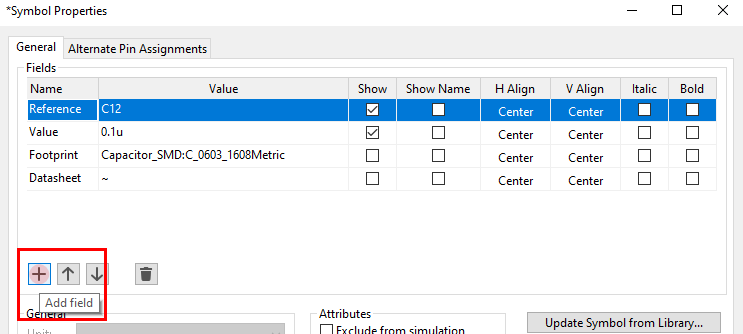 *Symbol Properties
General Alternate Pin Assignments
Fields
Name Value Show Show Name H Align V Align Italic Bold
Reference C12 Center Center
Value 0.1u Center Center
Footprint Capacitor_SMD:C_0603_1608Metric Center Center
Datasheet ~ Center Center
Add field
General Attributes
Unit:
Exclude from simulation
Update Symbol from Library...